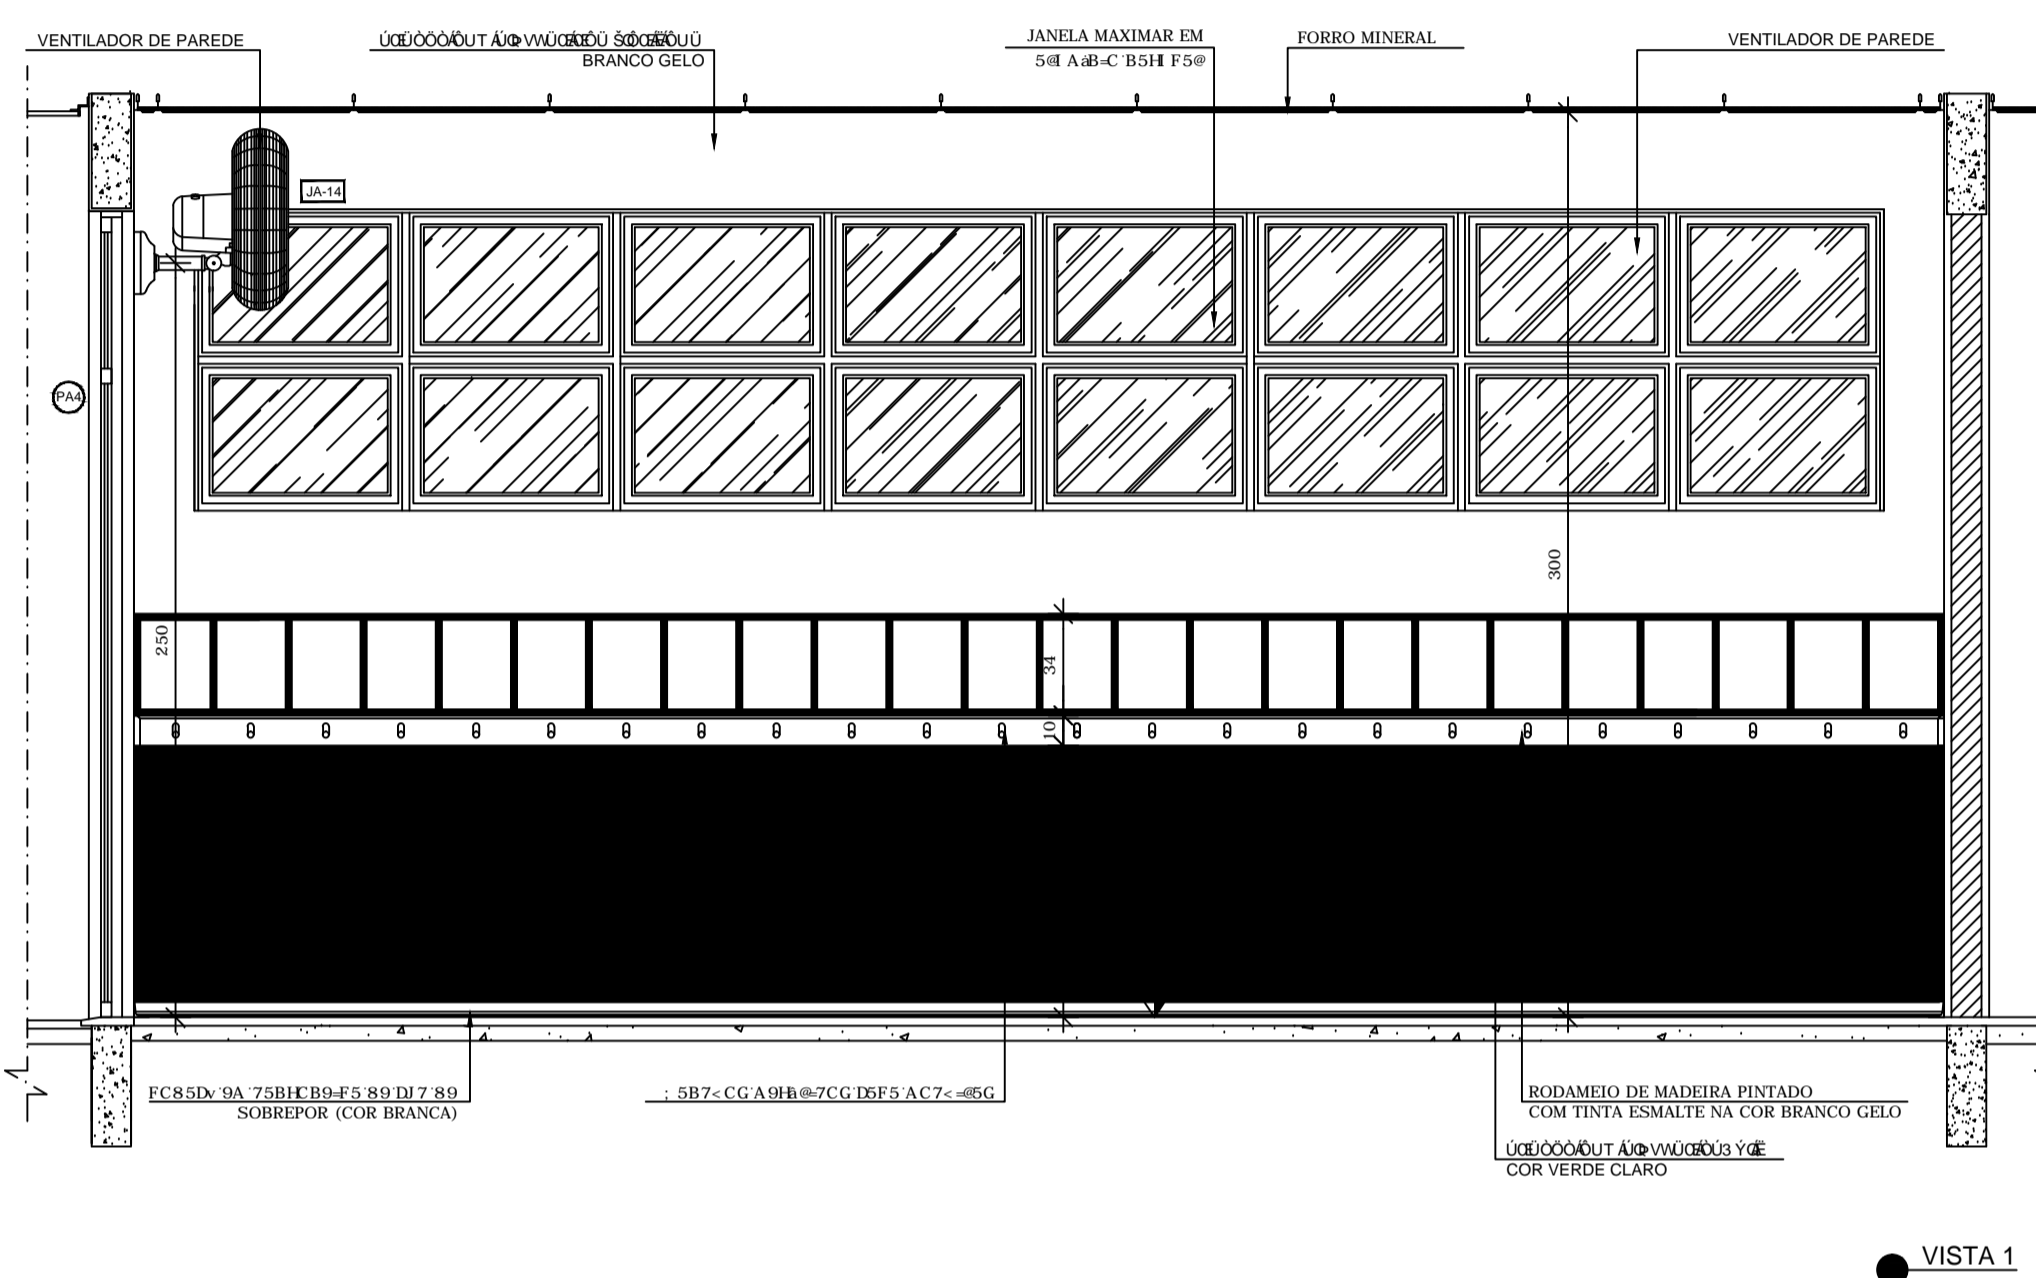 VENTILADOR DE PAREDE
BRANCO GELO
JANELA MAXIMAR EM
FORRO MINERAL
VENTILADOR DE PAREDE
JA-14
PA4
300
250
34
10
SOBREPOR (COR BRANCA)
RODAMEIO DE MADEIRA PINTADO
COM TINTA ESMALTE NA COR BRANCO GELO
COR VERDE CLARO
VISTA 1